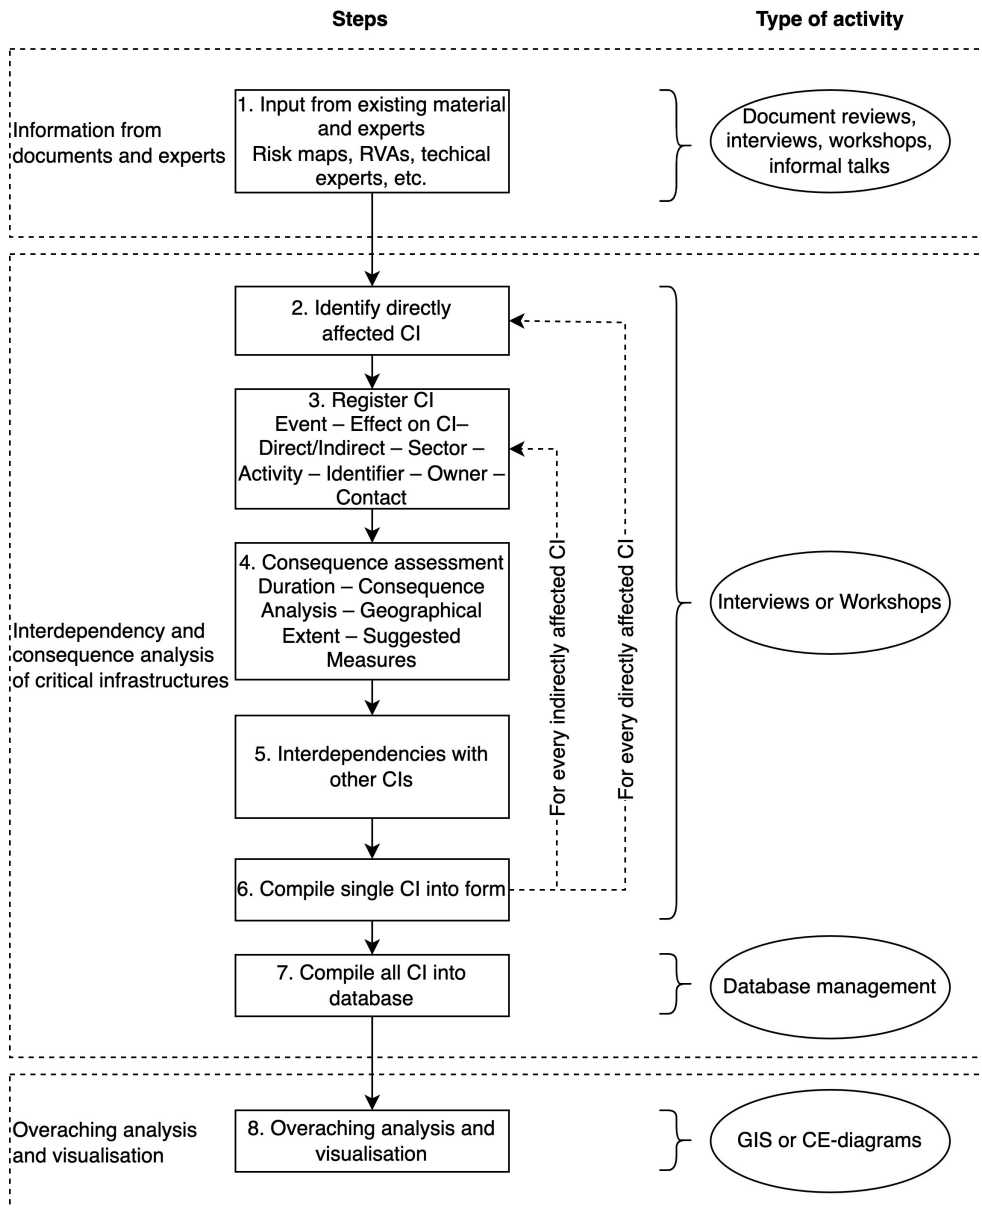 Steps
Type of activity
Information from
documents and experts
1. Input from existing material
and experts
Risk maps, RVAs, techical
experts, etc.
Document reviews,
interviews, workshops,
informal talks
Interdependency and
consequence analysis
of critical infrastructures
2. Identify directly
affected CI
3. Register CI
Event – Effect on CI–
Direct/Indirect – Sector –
Activity – Identifier – Owner –
Contact
4. Consequence assessment
Duration – Consequence
Analysis – Geographical
Extent – Suggested
Measures
5. Interdependencies with
other CIs
6. Compile single CI into form
For every indirectly affected CI
For every directly affected CI
Interviews or Workshops
7. Compile all CI into
database
Database management
Overaching analysis
and visualisation
8. Overaching analysis and
visualisation
GIS or CE-diagrams